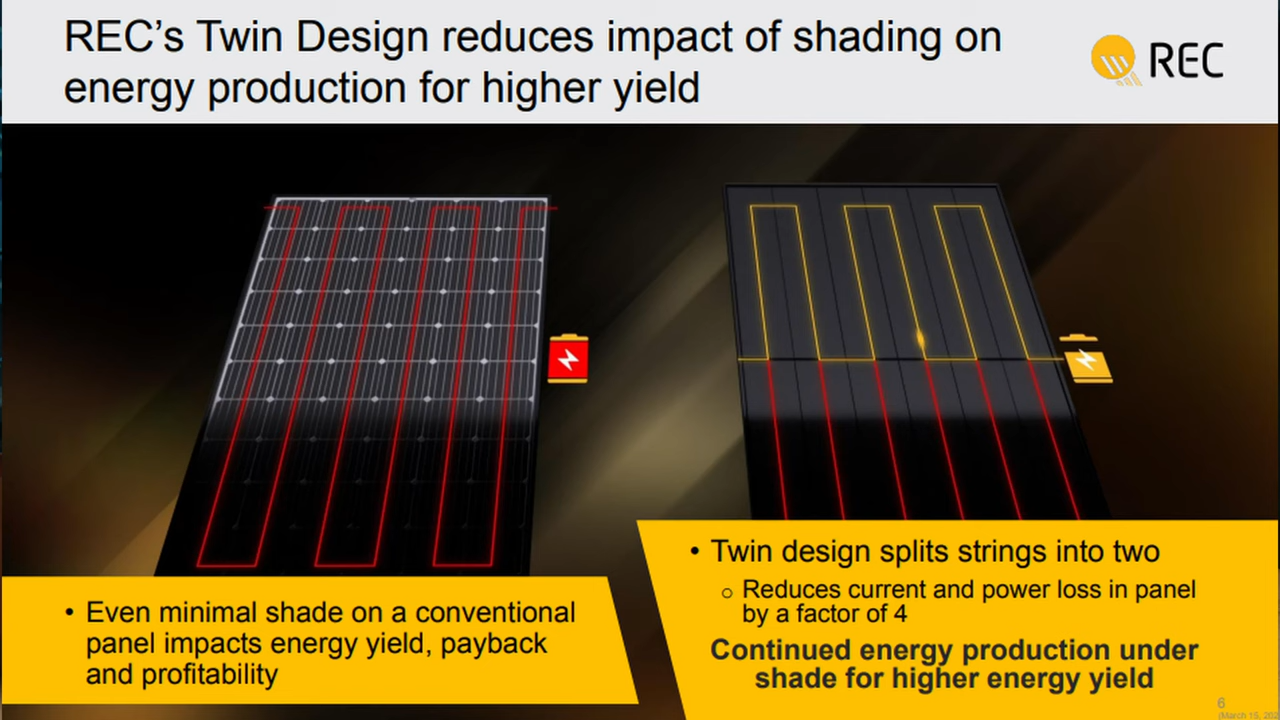 REC’s Twin Design reduces impact of shading on
energy production for higher yield
REC
• Even minimal shade on a conventional
panel impacts energy yield, payback
and profitability
• Twin design splits strings into two
o Reduces current and power loss in panel
by a factor of 4
Continued energy production under
shade for higher energy yield
6
(March 15,